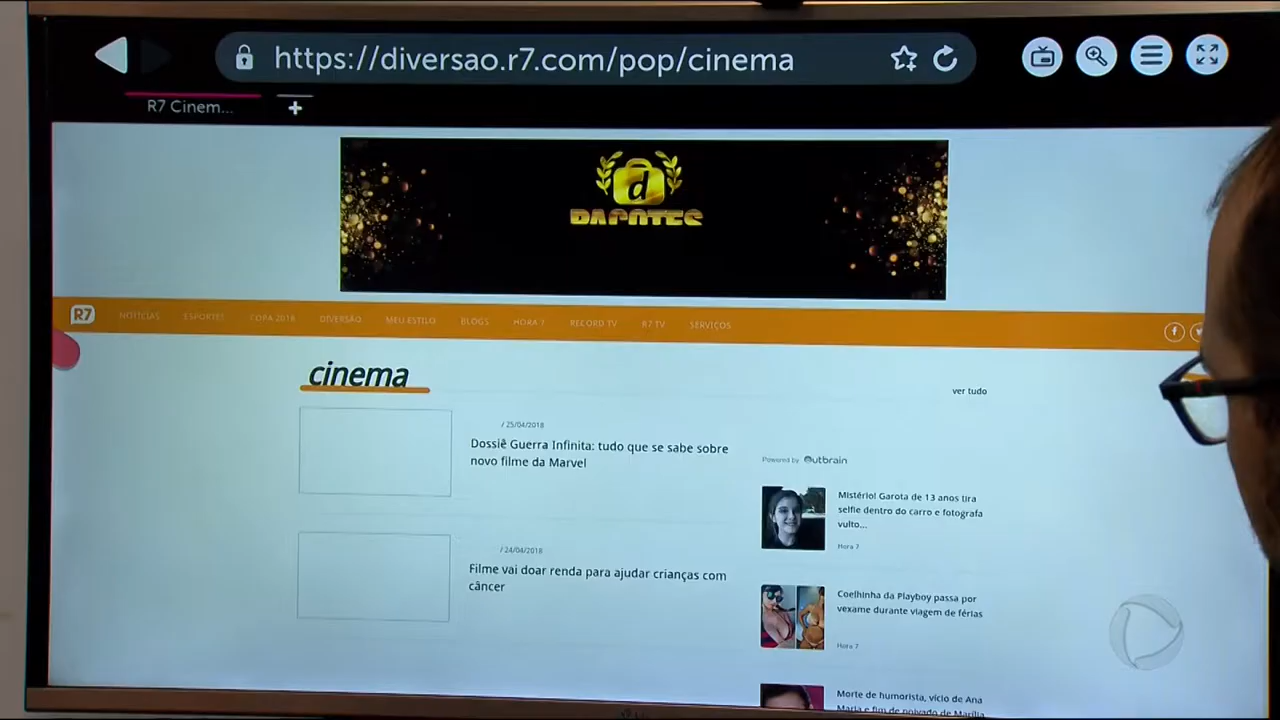 https://diversao.r7.com/pop/cinema
R7 Cinem...
+
d
R7 NOTÍCIAS ESPORTES COPA 2018 DIVERSÃO MEU ESTILO BLOGS HORA 7 RECORD TV R7 TV SERVIÇOS
cinema
ver tudo
/ 25/04/2018
Dossiê Guerra Infinita: tudo que se sabe sobre
novo filme da Marvel
/ 24/04/2018
Filme vai doar renda para ajudar crianças com
câncer
Powered by Outbrain
Mistério! Garota de 13 anos tira
selfie dentro do carro e fotografa
vulto...
Hora 7
Coelhinha da Playboy passa por
vexame durante viagem de férias
Hora 7
Morte de humorista, vício de Ana
Maria e fim de noivado de Marília